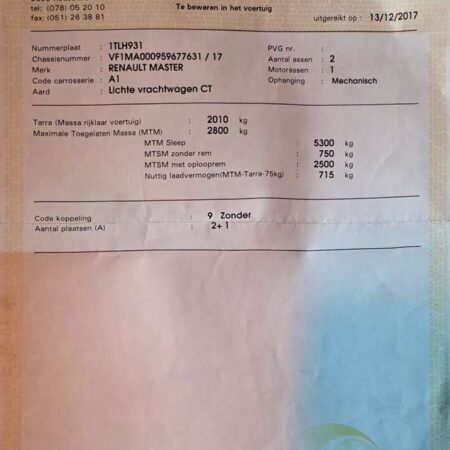 tel: (078) 05 20 10
fax: (051) 26 38 81
Te bewaren in het voertuig
uitgereikt op : 13/12/2017
Nummerplaat : 1TLH931
PVG nr. :
Chassisnummer : VF1MA000959677631 / 17
Aantal assen : 2
Merk : RENAULT MASTER
Motorassen : 1
Code carrosserie : A1
Ophanging : Mechanisch
Aard : Lichte vrachtwagen CT
Tarra (Massa rijklaar voertuig) : 2010 kg
Maximale Toegelaten Massa (MTM) : 2800 kg
MTM Sleep : 5300 kg
MTSM zonder rem : 750 kg
MTSM met oplooprem : 2500 kg
Nuttig laadvermogen(MTM-Tarra-75kg) : 715 kg
Code koppeling : 9 Zonder
Aantal plaatsen (A) : 2+1